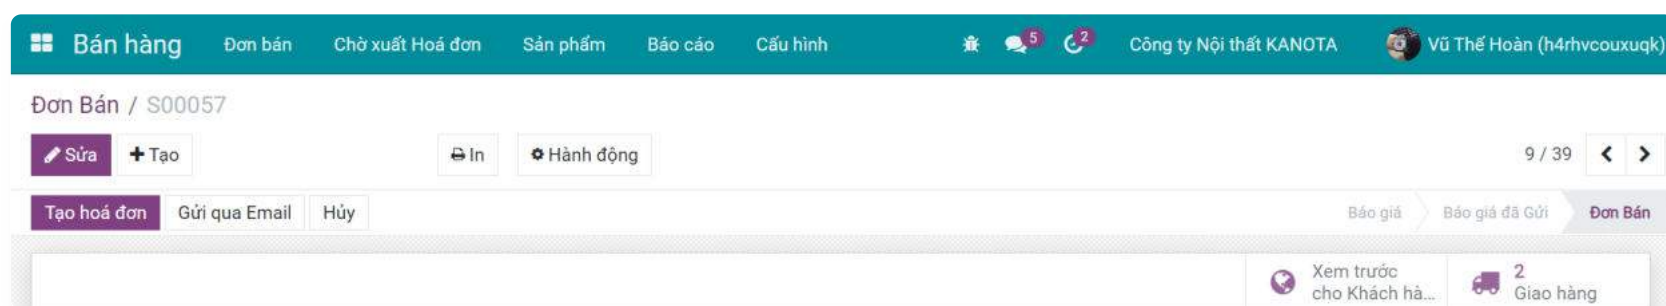 Bán hàng Đơn bán Chờ xuất Hoá đơn Sản phẩm Báo cáo Cấu hình 5 2 Công ty Nội thất KANOTA Vũ Thế Hoàn (h4rhvcouxuqk)
Đơn Bán / S00057
Sửa Tạo In Hành động 9 / 39
Tạo hoá đơn Gửi qua Email Hủy Báo giá Báo giá đã Gửi Đơn Bán
Xem trước 2
cho Khách hà... Giao hàng